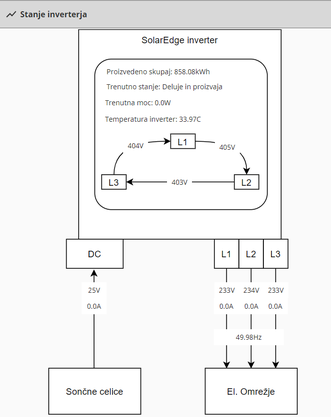 Stanje inverterja
SolarEdge inverter
Proizvedeno skupaj: 858.08kWh
Trenutno stanje: Deluje in proizvaja
Trenutna moc: 0.0W
Temperatura inverter: 33.97C
L1
404V
405V
L3
403V
L2
DC
L1
L2
L3
25V
233V
234V
233V
0.0A
0.0A
0.0A
0.0A
49.98Hz
Sončne celice
El. Omrežje